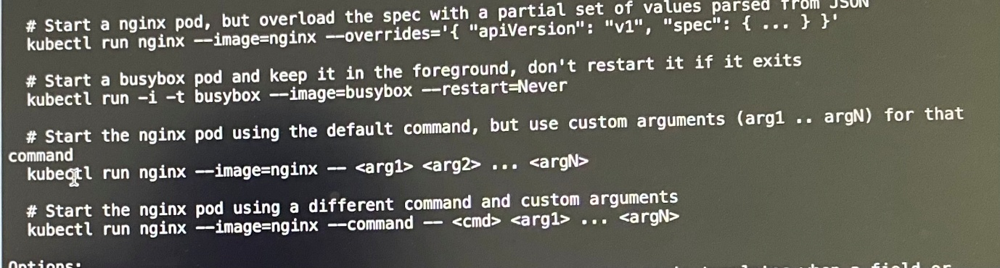 # Start a nginx pod, but overload the spec with a partial set of values parsed from JSON
kubectl run nginx --image=nginx --overrides='{ "apiVersion": "v1", "spec": { ... } }'
# Start a busybox pod and keep it in the foreground, don't restart it if it exits
kubectl run -i -t busybox --image=busybox --restart=Never
# Start the nginx pod using the default command, but use custom arguments (arg1 .. argN) for that
command
kubectl run nginx --image=nginx -- <arg1> <arg2> ... <argN>
# Start the nginx pod using a different command and custom arguments
kubectl run nginx --image=nginx --command -- <cmd> <arg1> ... <argN>
Options:
when a field or